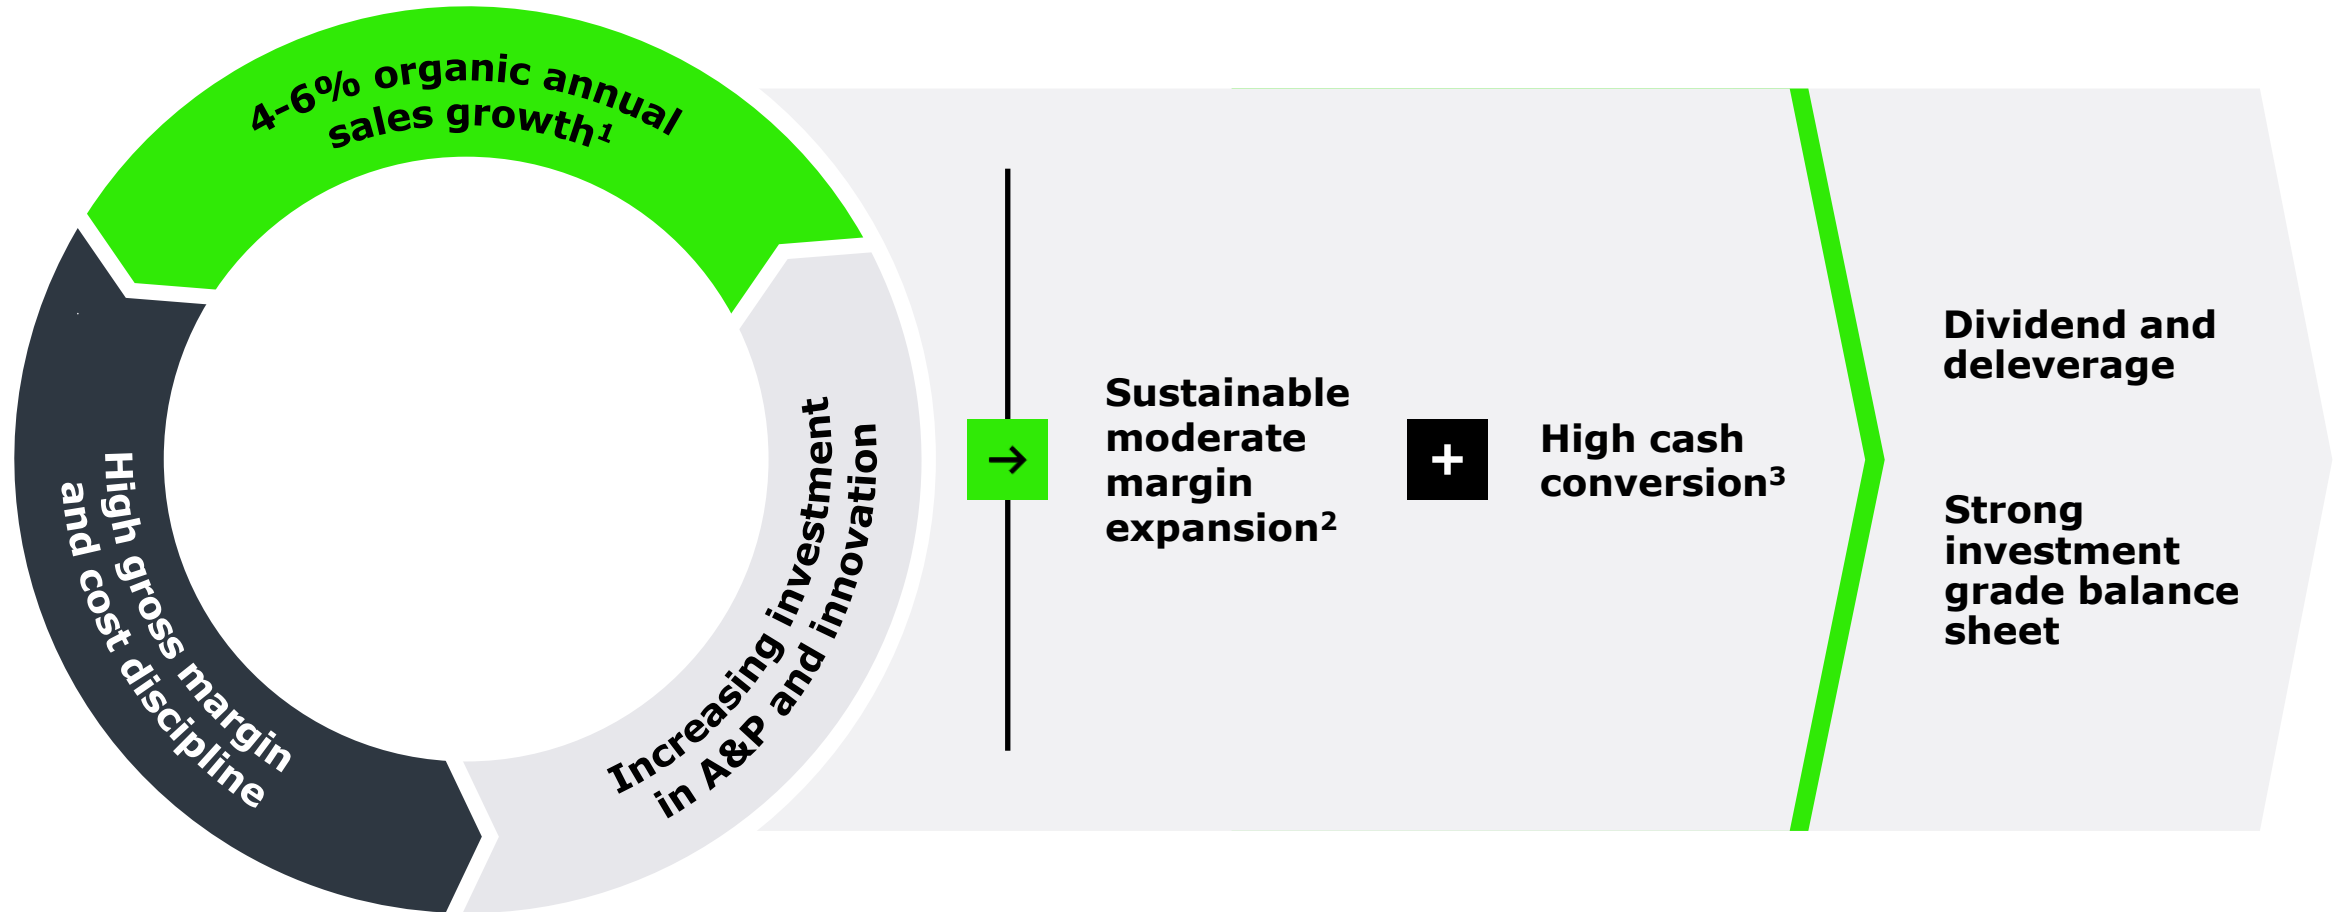 4-6% organic annual
sales growth¹
Increasing investment
in A&P and innovation
High gross margin
and cost discipline
Sustainable
moderate
margin
expansion²
+
High cash
conversion³
Dividend and
deleverage
Strong
investment
grade balance
sheet